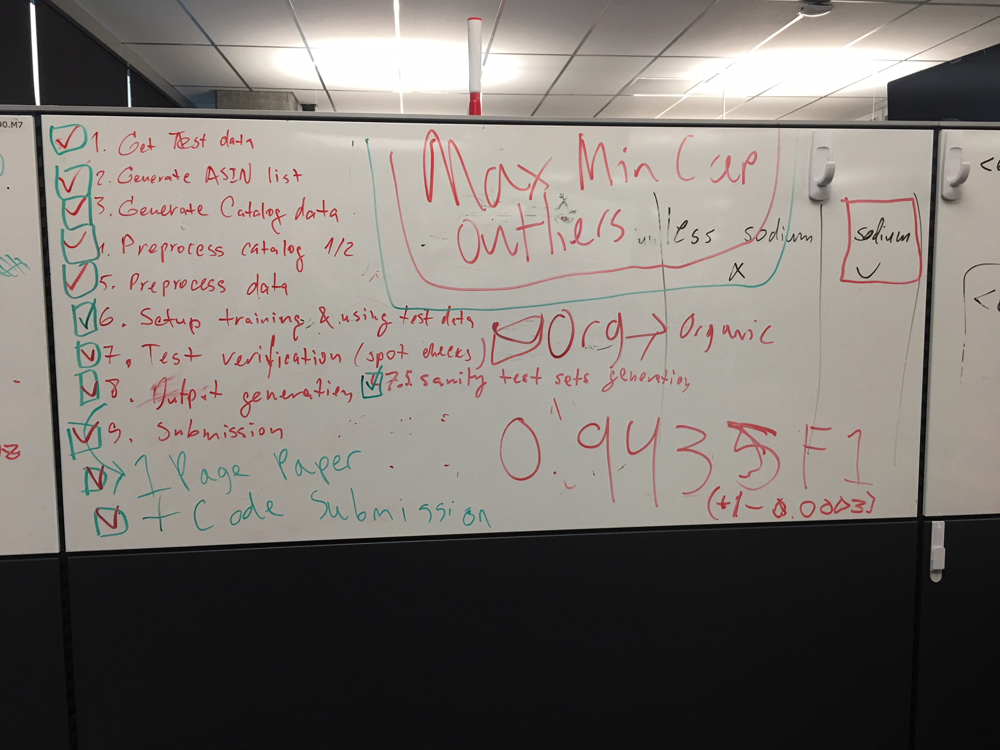 90.M7
1. Get Test data
2. Generate ASIN list
3. Generate Catalog data
4. Preprocess catalog 1/2
5. Preprocess data
6. Setup training & using test data
7. Test verification (spot checks)
8. Output generation
7.5. sanity test sets generation
9. Submission
→ 1 Page Paper
+ Code Submission
Max Min Cap
outliers
less sodium
x
sodium
Org → Organic
0.9435 F1
(+/- 0.0003)